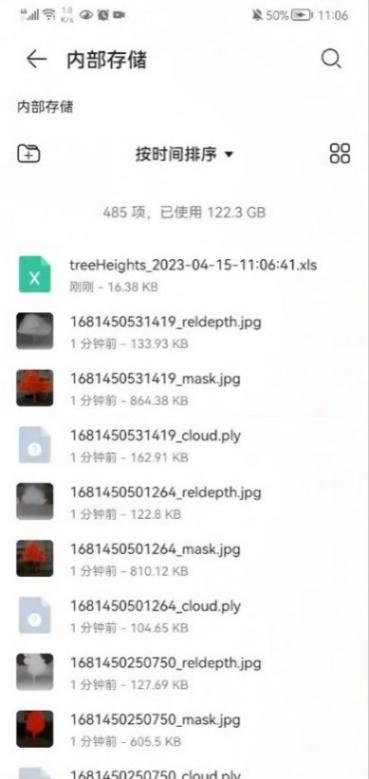 1.8
K/s
50% 11:06
内部存储
内部存储
按时间排序
485 项，已使用 122.3 GB
treeHeights_2023-04-15-11:06:41.xls
刚刚 - 16.38 KB
1681450531419_reldepth.jpg
1 分钟前 - 133.93 KB
1681450531419_mask.jpg
1 分钟前 - 864.38 KB
1681450531419_cloud.ply
1 分钟前 - 162.91 KB
1681450501264_reldepth.jpg
1 分钟前 - 122.8 KB
1681450501264_mask.jpg
1 分钟前 - 810.12 KB
1681450501264_cloud.ply
1 分钟前 - 104.65 KB
1681450250750_reldepth.jpg
1 分钟前 - 127.69 KB
1681450250750_mask.jpg
1 分钟前 - 605.5 KB
1681450250750_cloud.ply